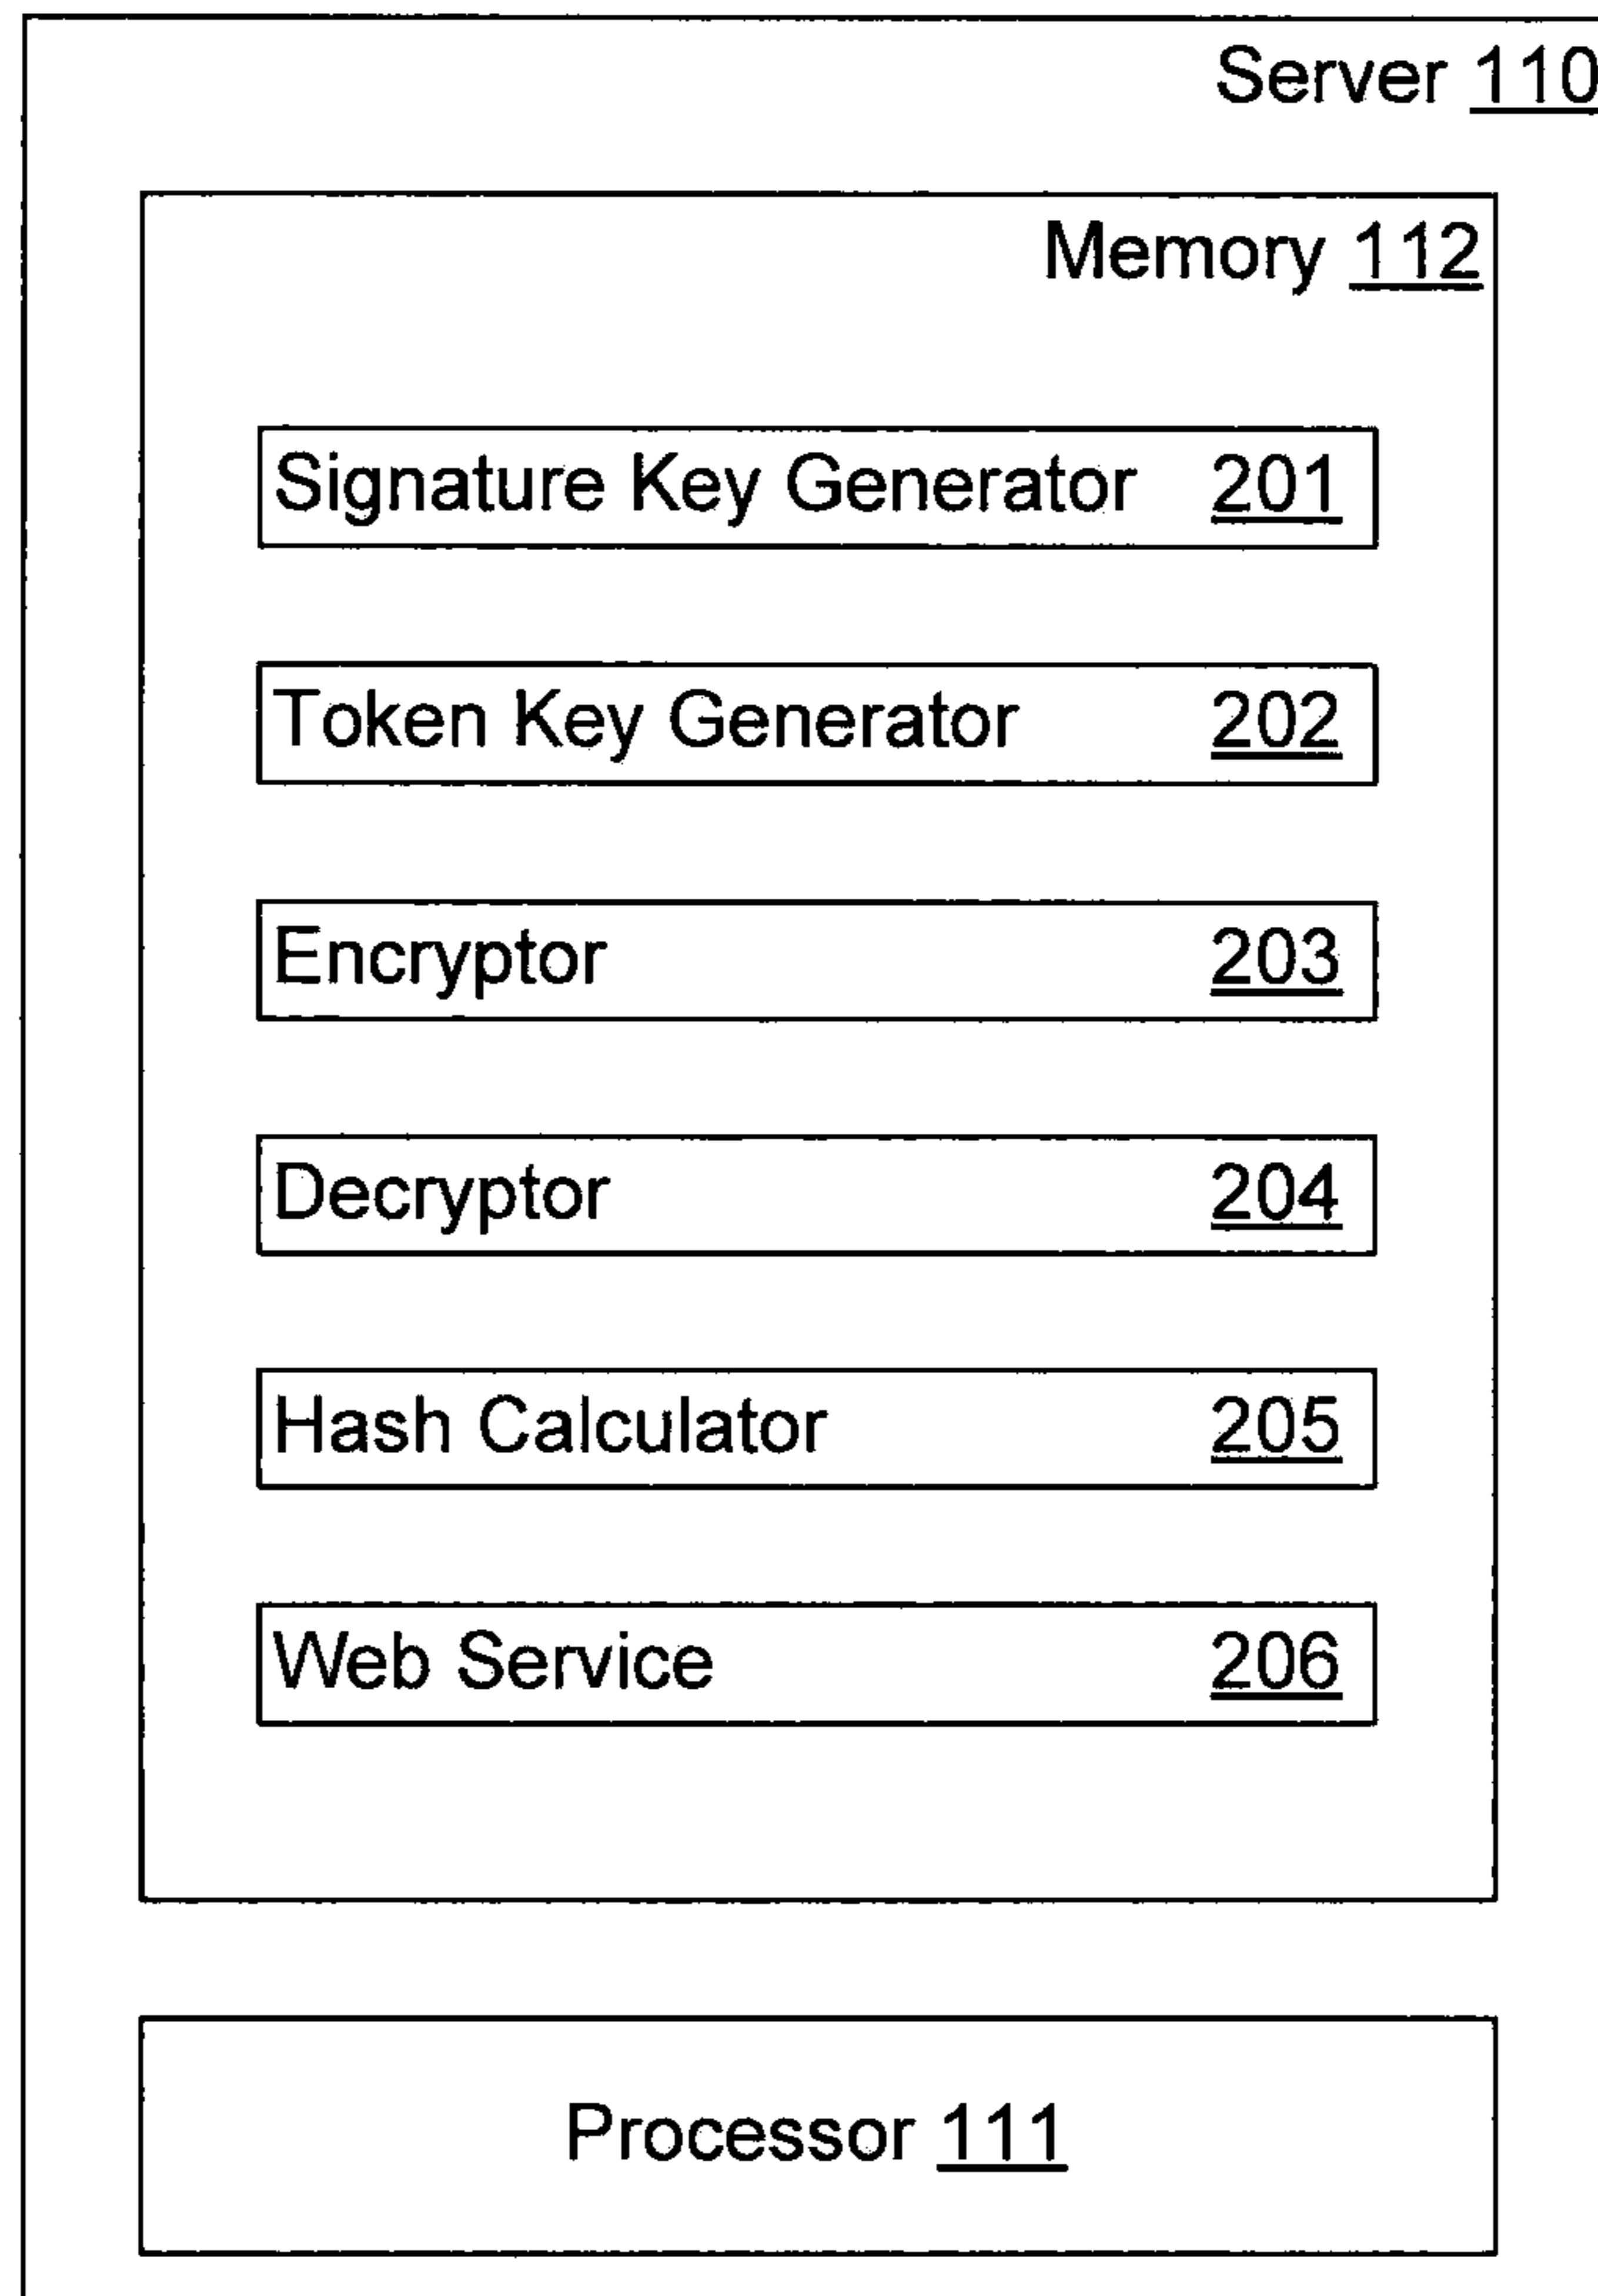 Server 110
Memory 112
Signature Key Generator 201
Token Key Generator 202
Encryptor 203
Decryptor 204
Hash Calculator 205
Web Service 206
Processor 111